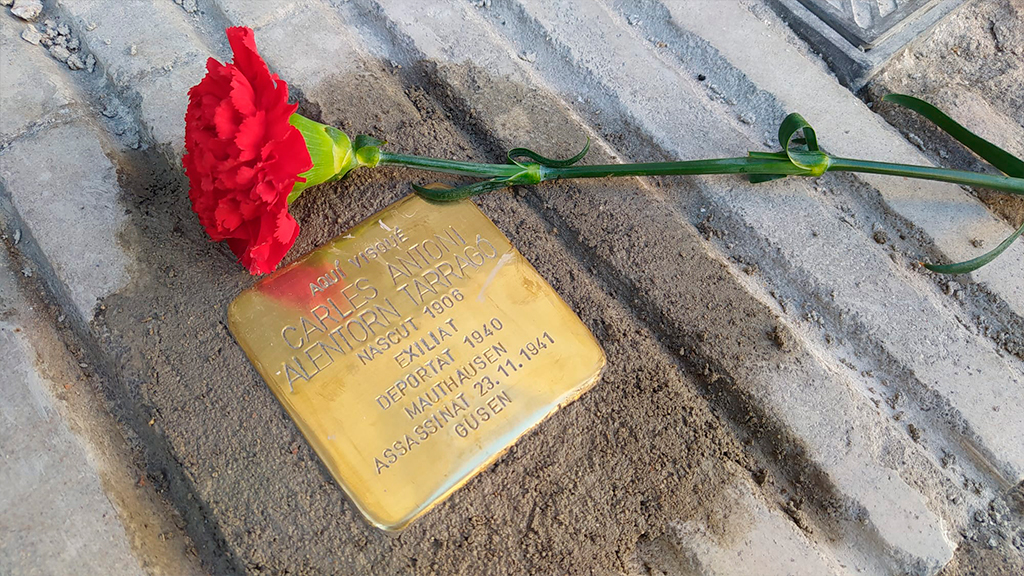 AQUÍ VISQUÉ
CARLES ANTONI
ALENTORN TARRAGÓ
NASCUT 1906
EXILIAT
DEPORTAT 1940
MAUTHAUSEN
ASSASSINAT 23.11.1941
GUSEN